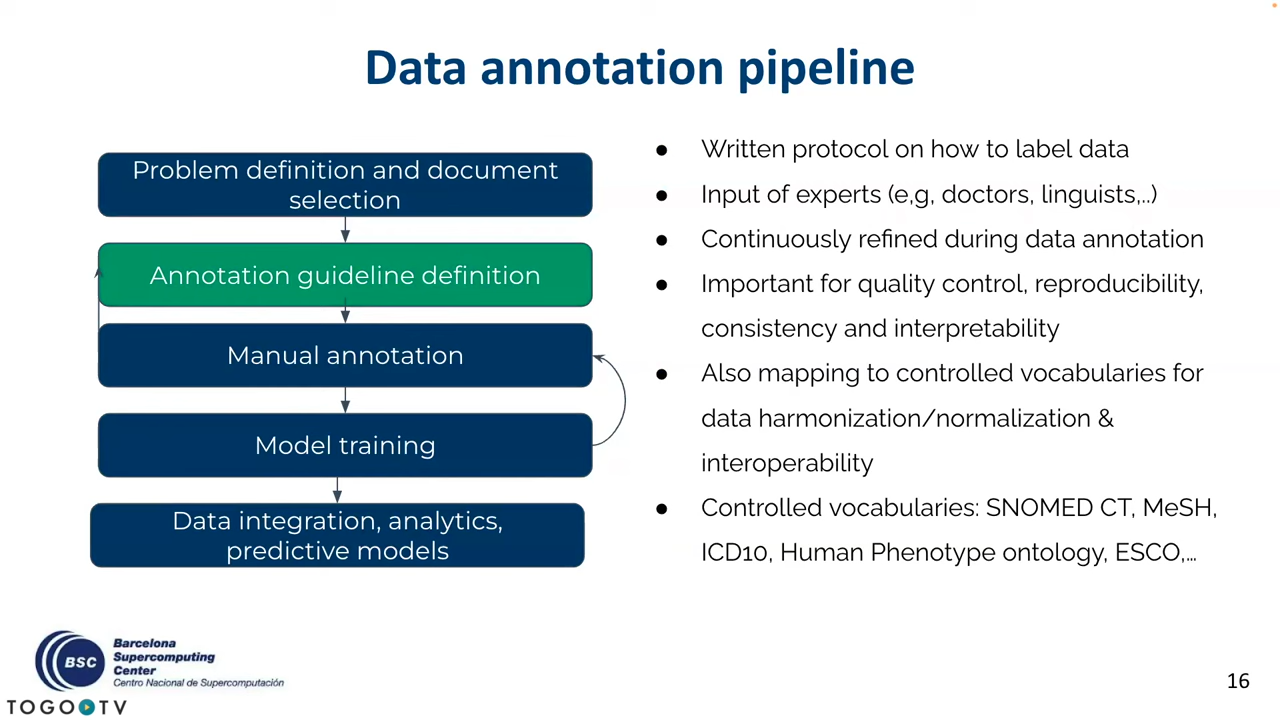 Data annotation pipeline
Problem definition and document
selection
Annotation guideline definition
Manual annotation
Model training
Data integration, analytics,
predictive models
● Written protocol on how to label data
● Input of experts (e,g, doctors, linguists,..)
● Continuously refined during data annotation
● Important for quality control, reproducibility,
consistency and interpretability
● Also mapping to controlled vocabularies for
data harmonization/normalization &
interoperability
● Controlled vocabularies: SNOMED CT, MeSH,
ICD10, Human Phenotype ontology, ESCO,…
BSC
Barcelona
Supercomputing
Center
Centro Nacional de Supercomputación
TOGO TV
16